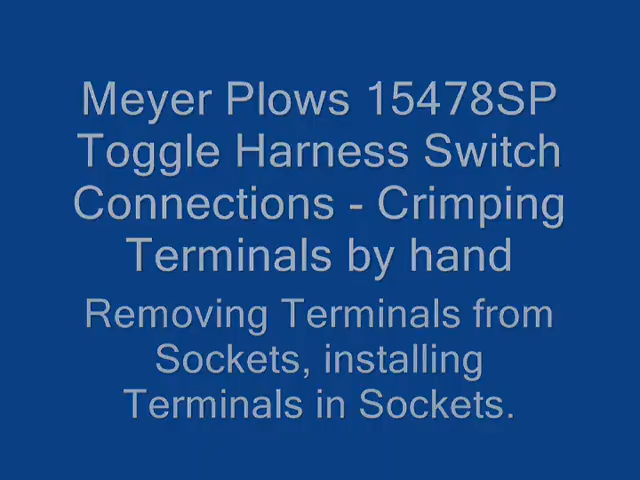 Meyer Plows 15478SP
Toggle Harness Switch
Connections - Crimping
Terminals by hand
Removing Terminals from
Sockets, installing
Terminals in Sockets.